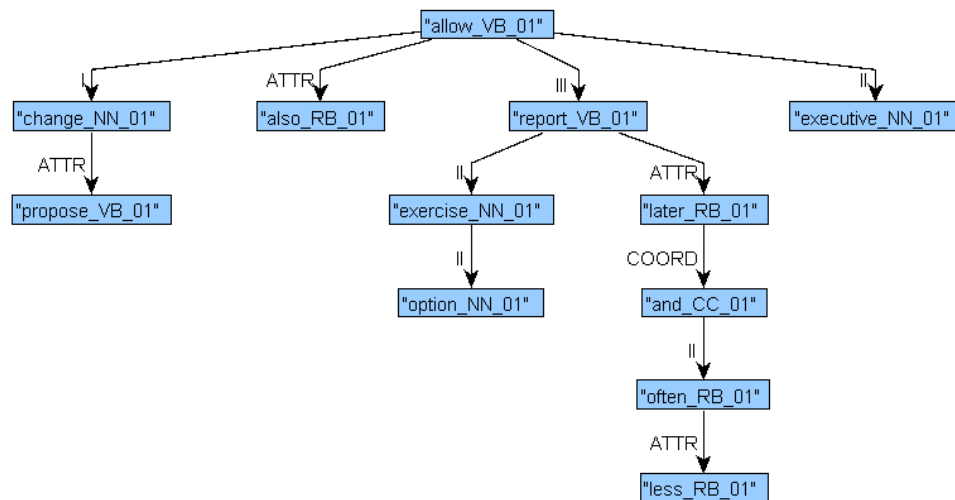 "allow_VB_01"
I
ATTR
III
II
"change_NN_01"
"also_RB_01"
"report_VB_01"
"executive_NN_01"
ATTR
II
ATTR
"propose_VB_01"
"exercise_NN_01"
"later_RB_01"
II
COORD
"option_NN_01"
"and_CC_01"
II
"often_RB_01"
ATTR
"less_RB_01"